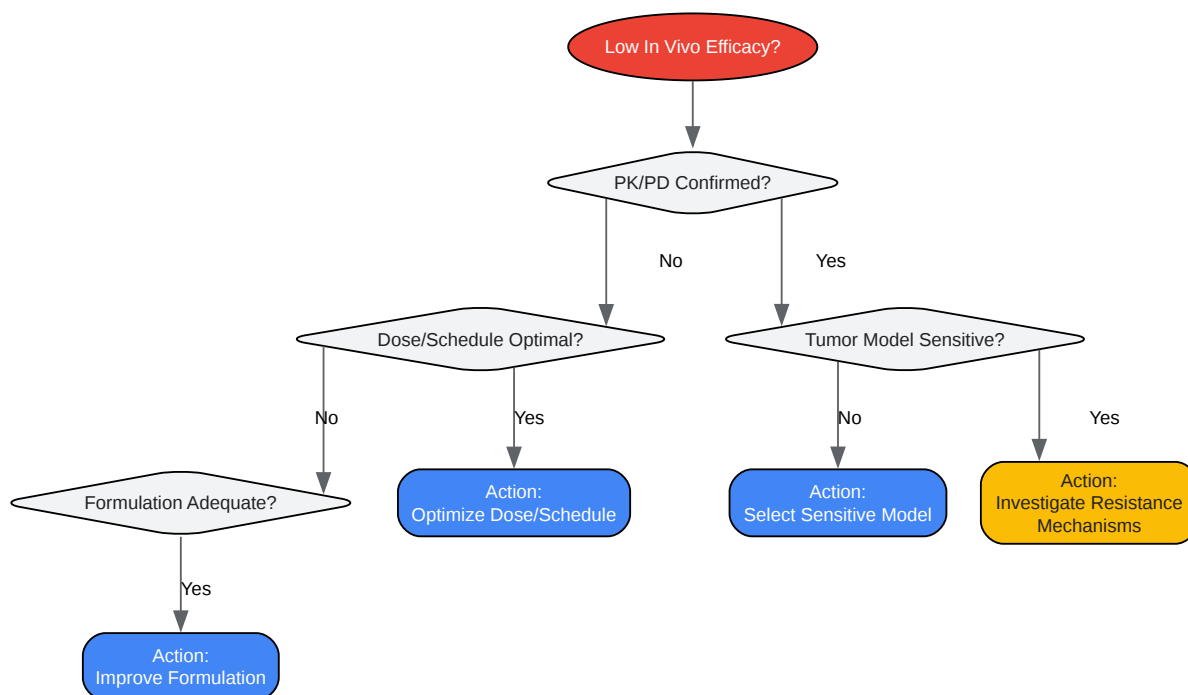 Low In Vivo Efficacy?
PK/PD Confirmed?
No
Yes
Dose/Schedule Optimal?
Tumor Model Sensitive?
No
Yes
No
Yes
Formulation Adequate?
Action:
Optimize Dose/Schedule
Action:
Select Sensitive Model
Action:
Investigate Resistance
Mechanisms
Yes
Action:
Improve Formulation